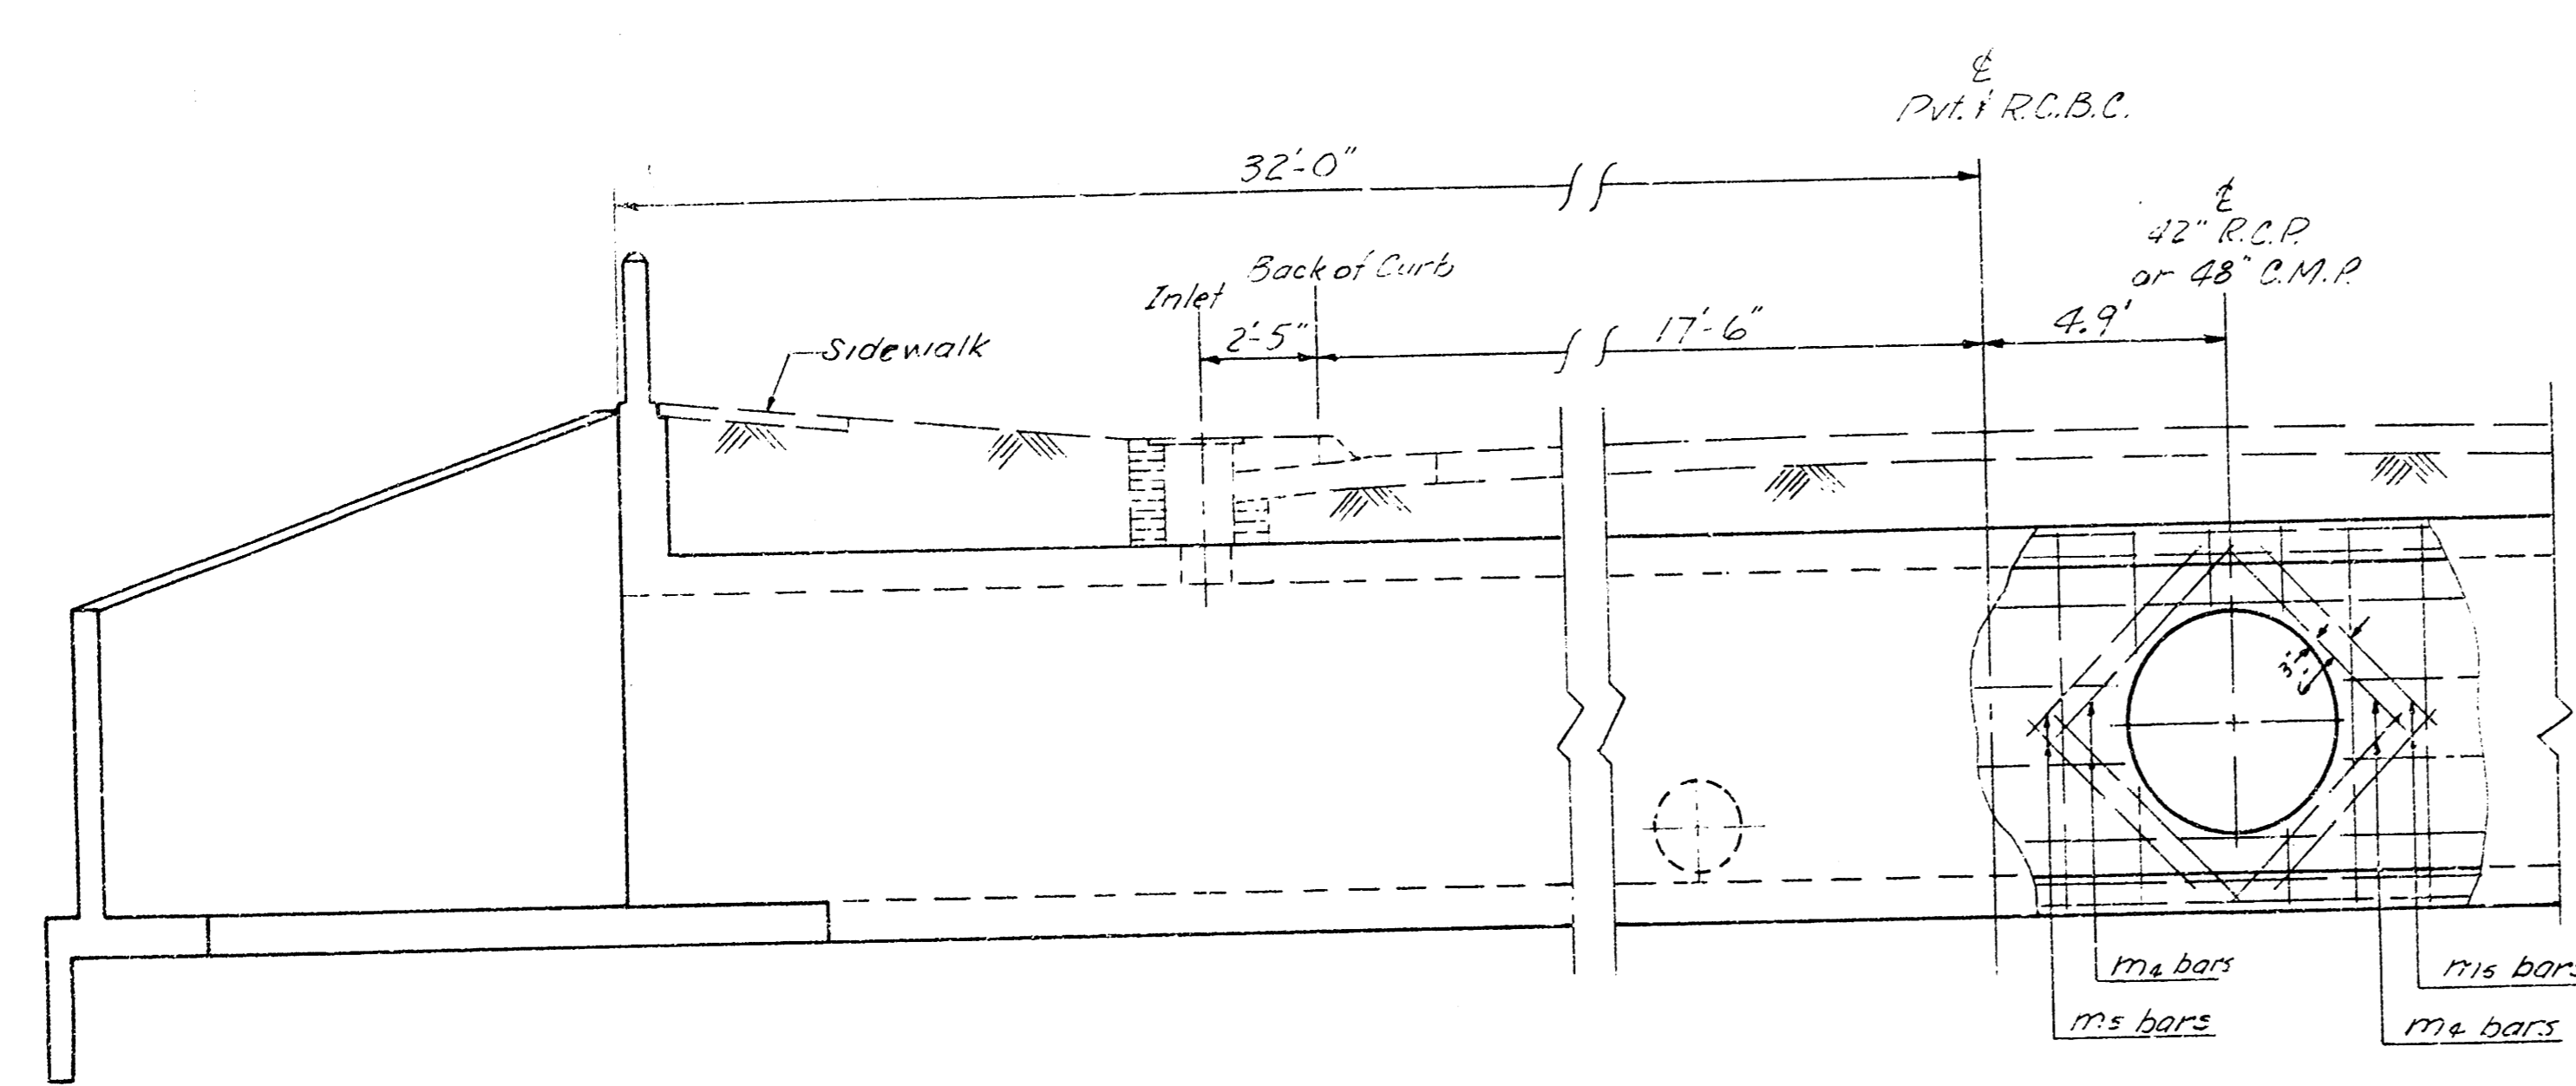 ℄
Pvt. & R.C.B.C.
32'-0"
℄
42" R.C.P.
or 48" C.M.P.
Back of Curb
Inlet
2'-5"
17'-6"
4.9'
Sidewalk
3"
m4 bars
m5 bars
m5 bars
m4 bars